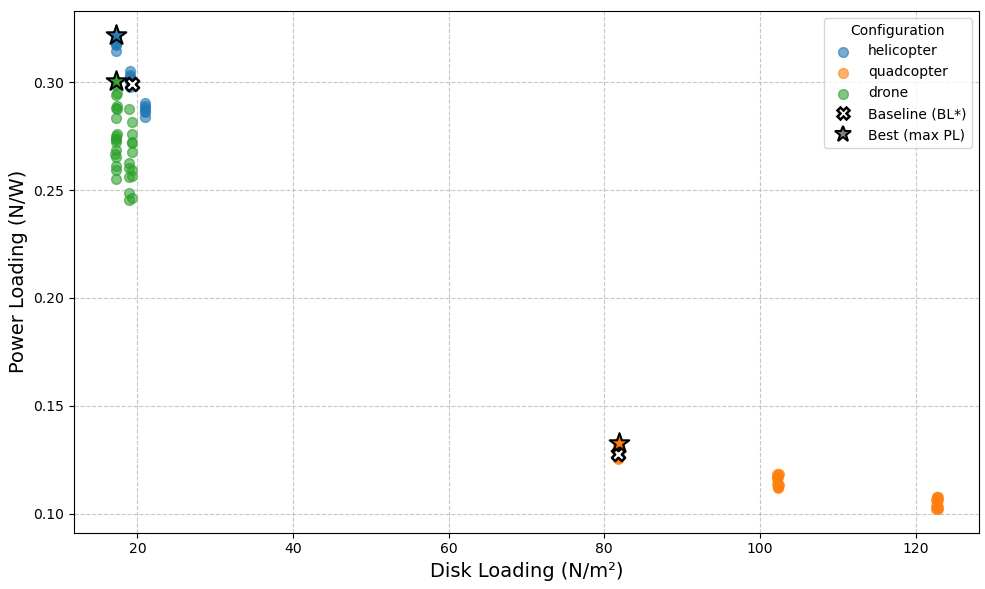 Configuration
helicopter
quadcopter
drone
Baseline (BL*)
Best (max PL)
Power Loading (N/W)
0.30
0.25
0.20
0.15
0.10
20 40 60 80 100 120
Disk Loading (N/m²)